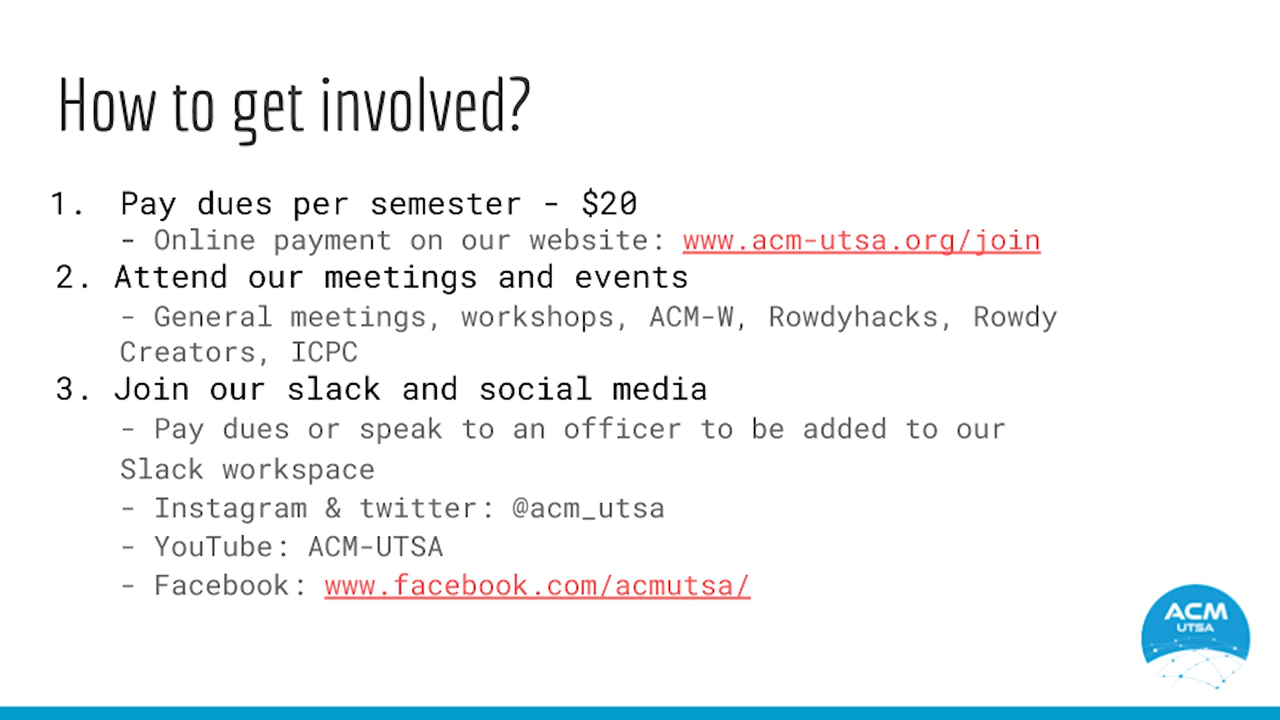 How to get involved?
1. Pay dues per semester - $20
- Online payment on our website: www.acm-utsa.org/join
2. Attend our meetings and events
- General meetings, workshops, ACM-W, Rowdyhacks, Rowdy
Creators, ICPC
3. Join our slack and social media
- Pay dues or speak to an officer to be added to our
Slack workspace
- Instagram & twitter: @acm_utsa
- YouTube: ACM-UTSA
- Facebook: www.facebook.com/acmutsa/
ACM
UTSA